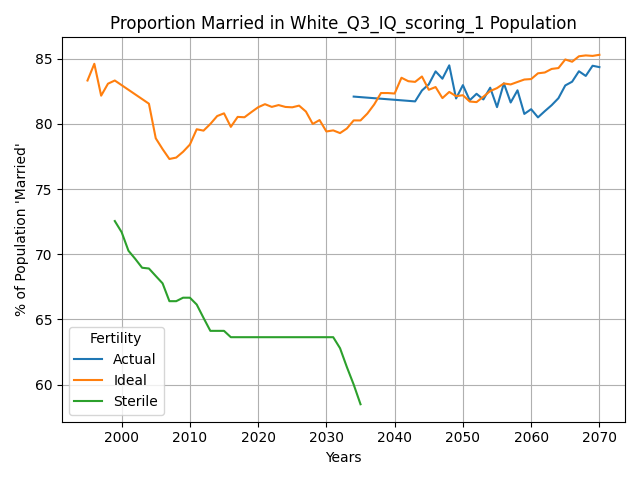 Proportion Married in White_Q3_IQ_scoring_1 Population
% of Population 'Married'
85
80
75
70
65
60
Fertility
Actual
Ideal
Sterile
2000 2010 2020 2030 2040 2050 2060 2070
Years